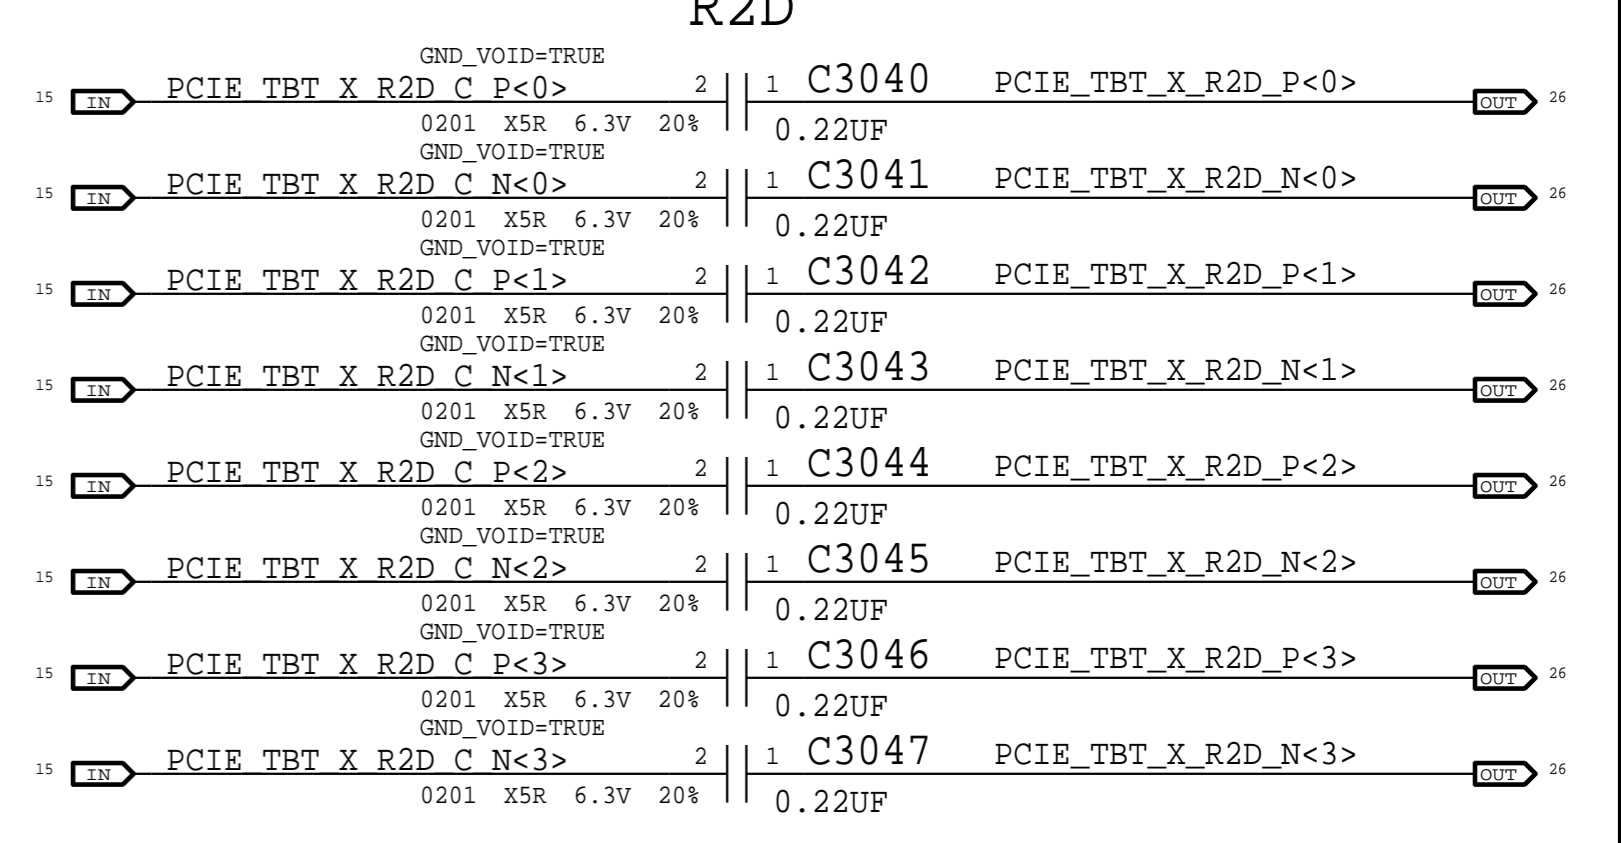 R2D
GND_VOID=TRUE
15 IN PCIE_TBT_X_R2D_C_P<0> 2 1 C3040 PCIE_TBT_X_R2D_P<0> OUT 26
0201 X5R 6.3V 20% 0.22UF
GND_VOID=TRUE
15 IN PCIE_TBT_X_R2D_C_N<0> 2 1 C3041 PCIE_TBT_X_R2D_N<0> OUT 26
0201 X5R 6.3V 20% 0.22UF
GND_VOID=TRUE
15 IN PCIE_TBT_X_R2D_C_P<1> 2 1 C3042 PCIE_TBT_X_R2D_P<1> OUT 26
0201 X5R 6.3V 20% 0.22UF
GND_VOID=TRUE
15 IN PCIE_TBT_X_R2D_C_N<1> 2 1 C3043 PCIE_TBT_X_R2D_N<1> OUT 26
0201 X5R 6.3V 20% 0.22UF
GND_VOID=TRUE
15 IN PCIE_TBT_X_R2D_C_P<2> 2 1 C3044 PCIE_TBT_X_R2D_P<2> OUT 26
0201 X5R 6.3V 20% 0.22UF
GND_VOID=TRUE
15 IN PCIE_TBT_X_R2D_C_N<2> 2 1 C3045 PCIE_TBT_X_R2D_N<2> OUT 26
0201 X5R 6.3V 20% 0.22UF
GND_VOID=TRUE
15 IN PCIE_TBT_X_R2D_C_P<3> 2 1 C3046 PCIE_TBT_X_R2D_P<3> OUT 26
0201 X5R 6.3V 20% 0.22UF
GND_VOID=TRUE
15 IN PCIE_TBT_X_R2D_C_N<3> 2 1 C3047 PCIE_TBT_X_R2D_N<3> OUT 26
0201 X5R 6.3V 20% 0.22UF